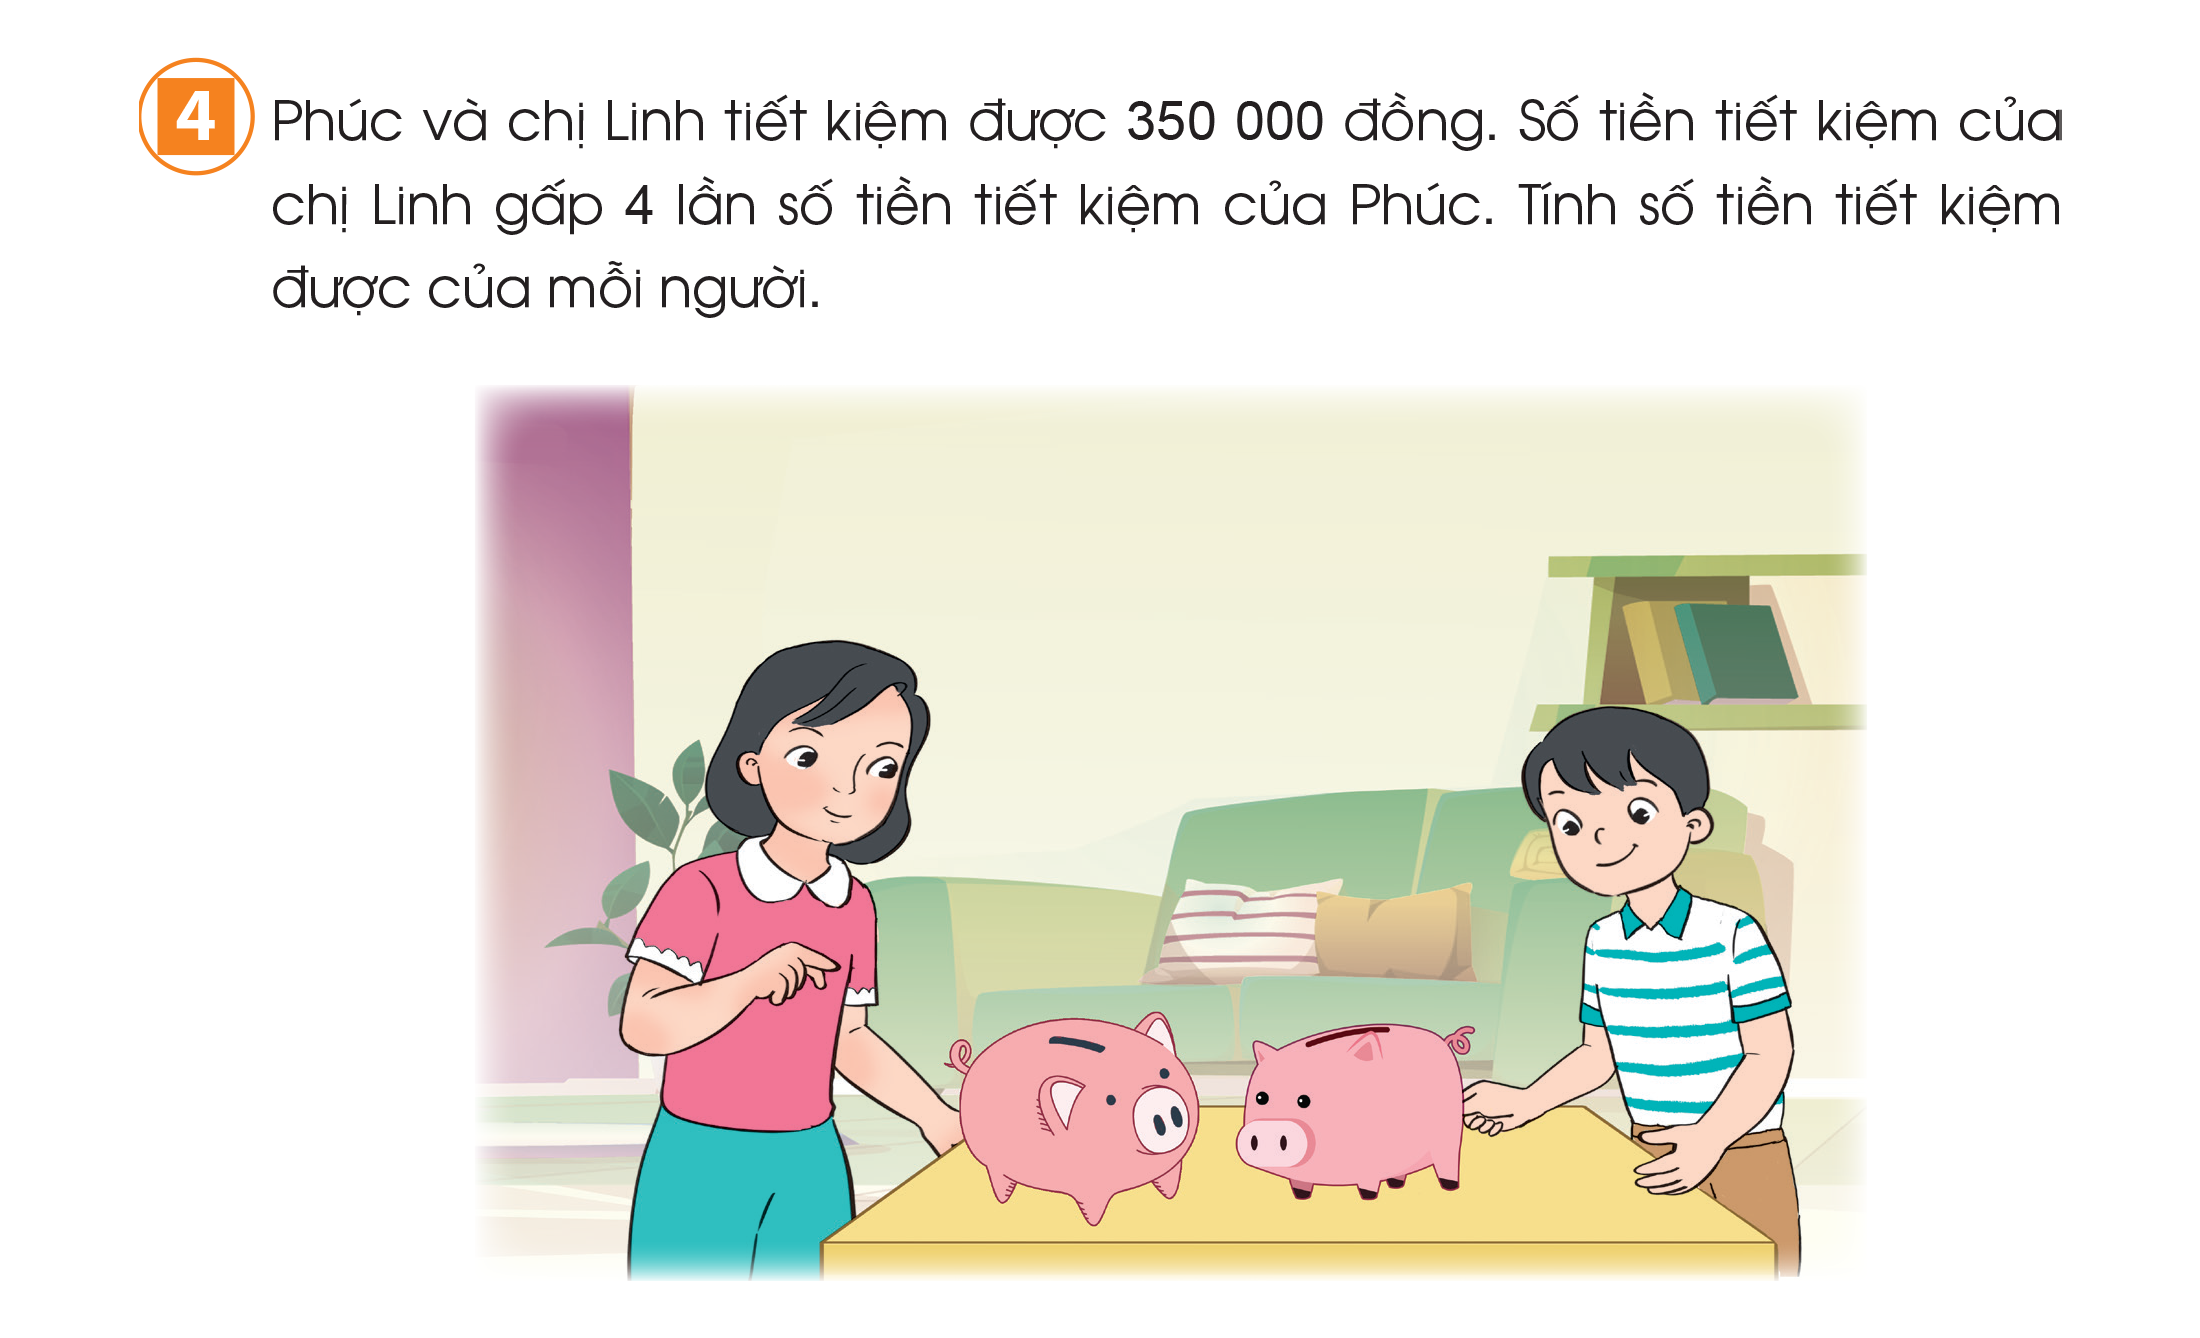 4 Phúc và chị Linh tiết kiệm được 350 000 đồng. Số tiền tiết kiệm của
chị Linh gấp 4 lần số tiền tiết kiệm của Phúc. Tính số tiền tiết kiệm
được của mỗi người.